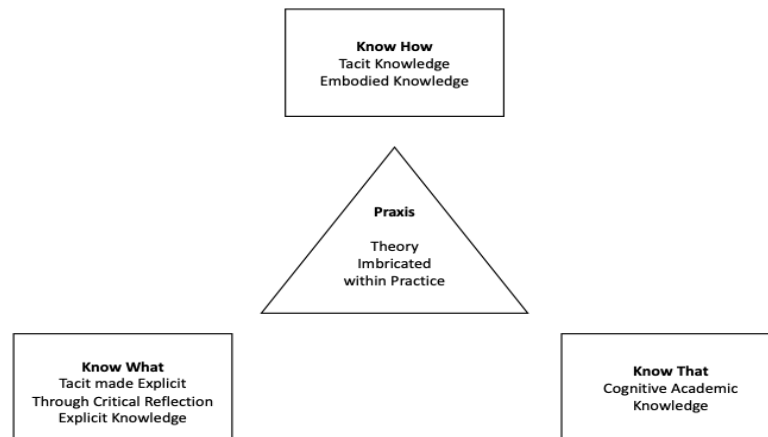 Know How
Tacit Knowledge
Embodied Knowledge
Praxis
Theory
Imbricated
within Practice
Know What
Tacit made Explicit
Through Critical Reflection
Explicit Knowledge
Know That
Cognitive Academic
Knowledge